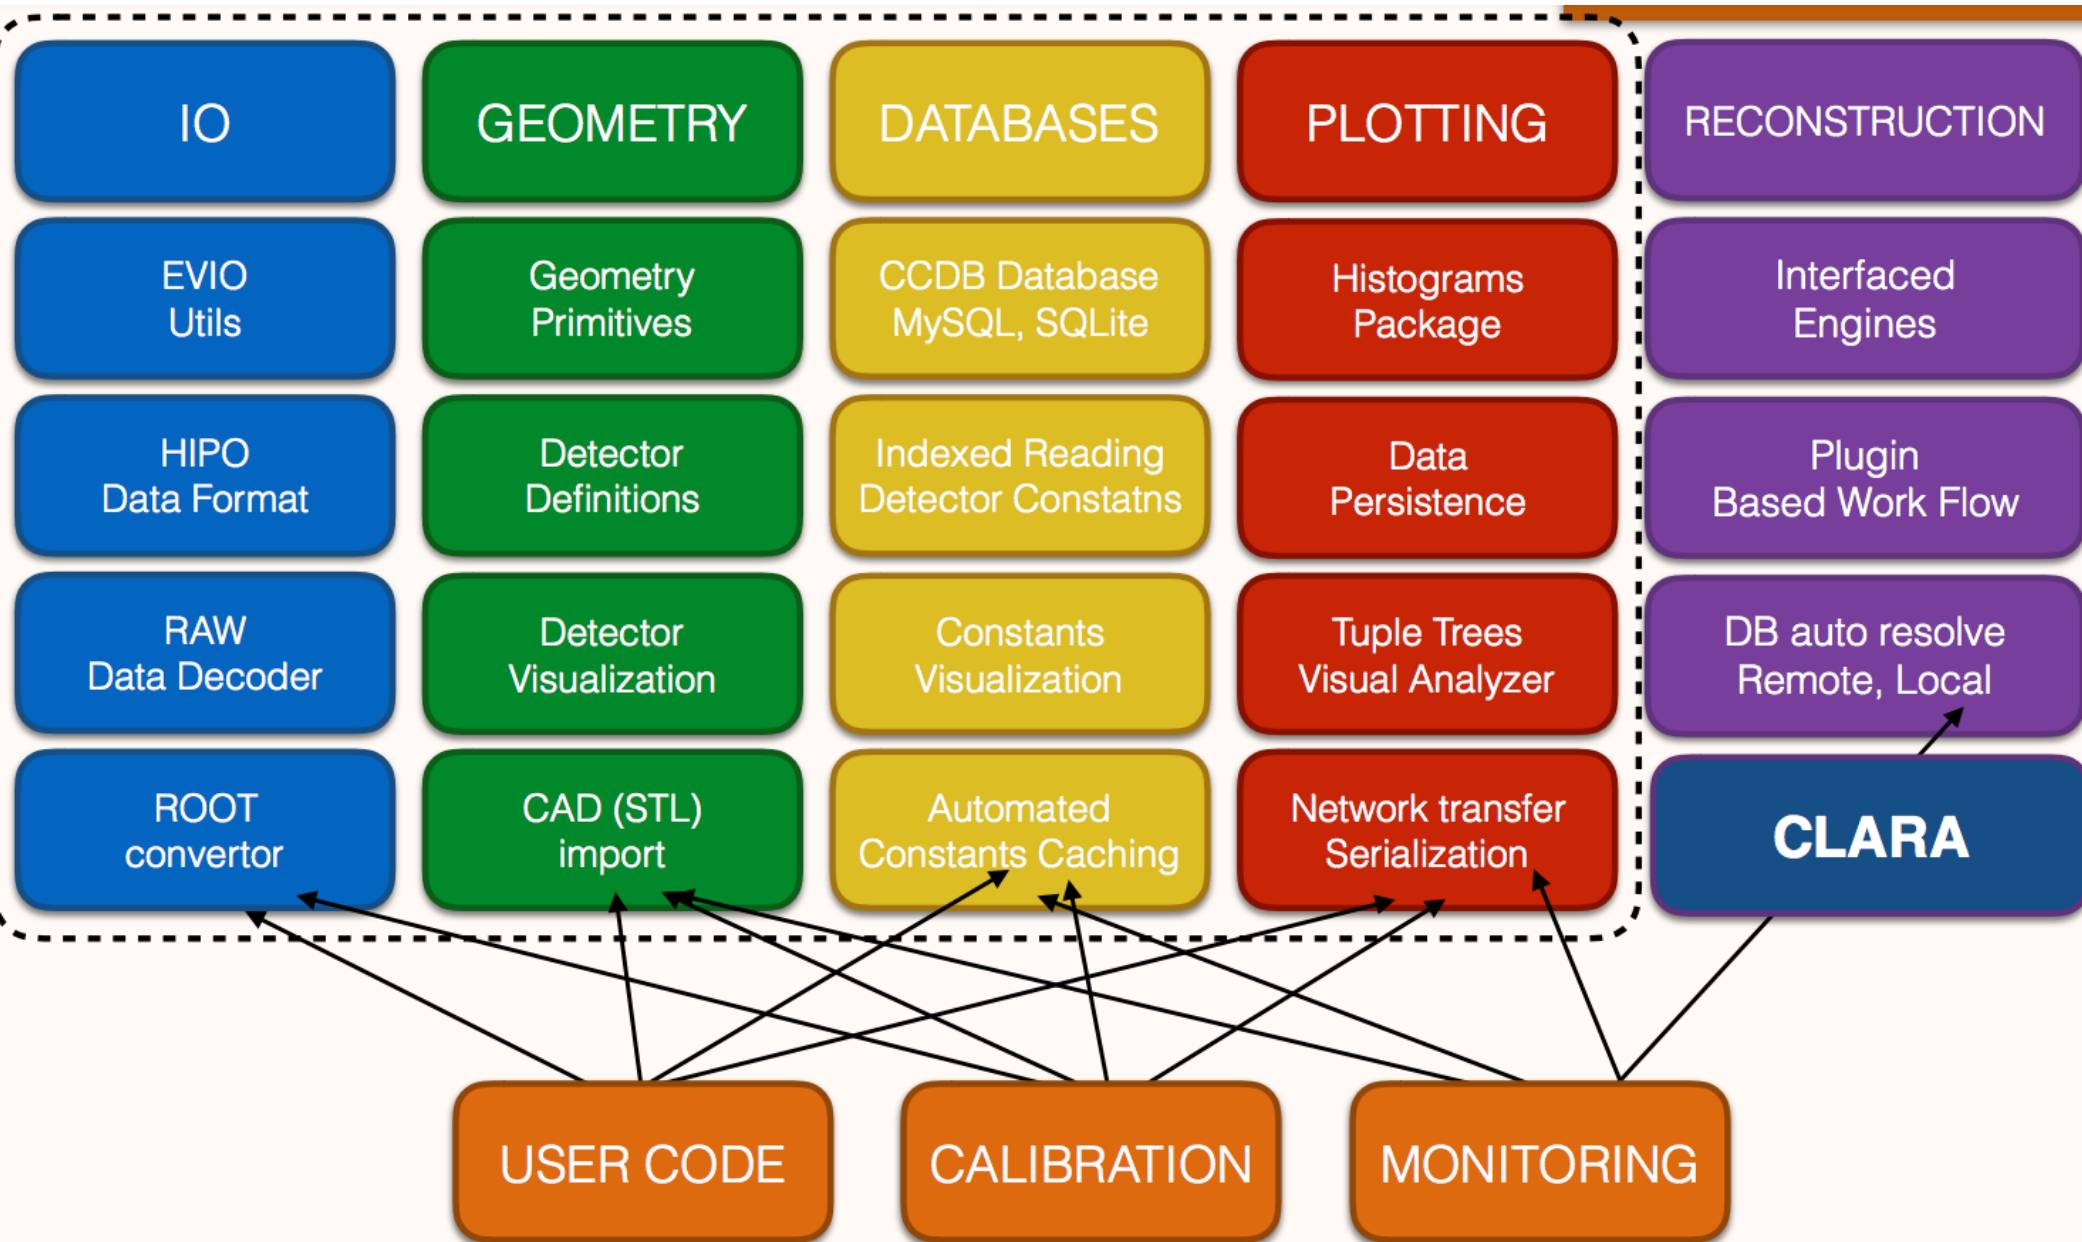 IO
EVIO
Utils
HIPO
Data Format
RAW
Data Decoder
ROOT
convertor
GEOMETRY
Geometry
Primitives
Detector
Definitions
Detector
Visualization
CAD (STL)
import
DATABASES
CCDB Database
MySQL, SQLite
Indexed Reading
Detector Constatns
Constants
Visualization
Automated
Constants Caching
PLOTTING
Histograms
Package
Data
Persistence
Tuple Trees
Visual Analyzer
Network transfer
Serialization
RECONSTRUCTION
Interfaced
Engines
Plugin
Based Work Flow
DB auto resolve
Remote, Local
CLARA
USER CODE
CALIBRATION
MONITORING